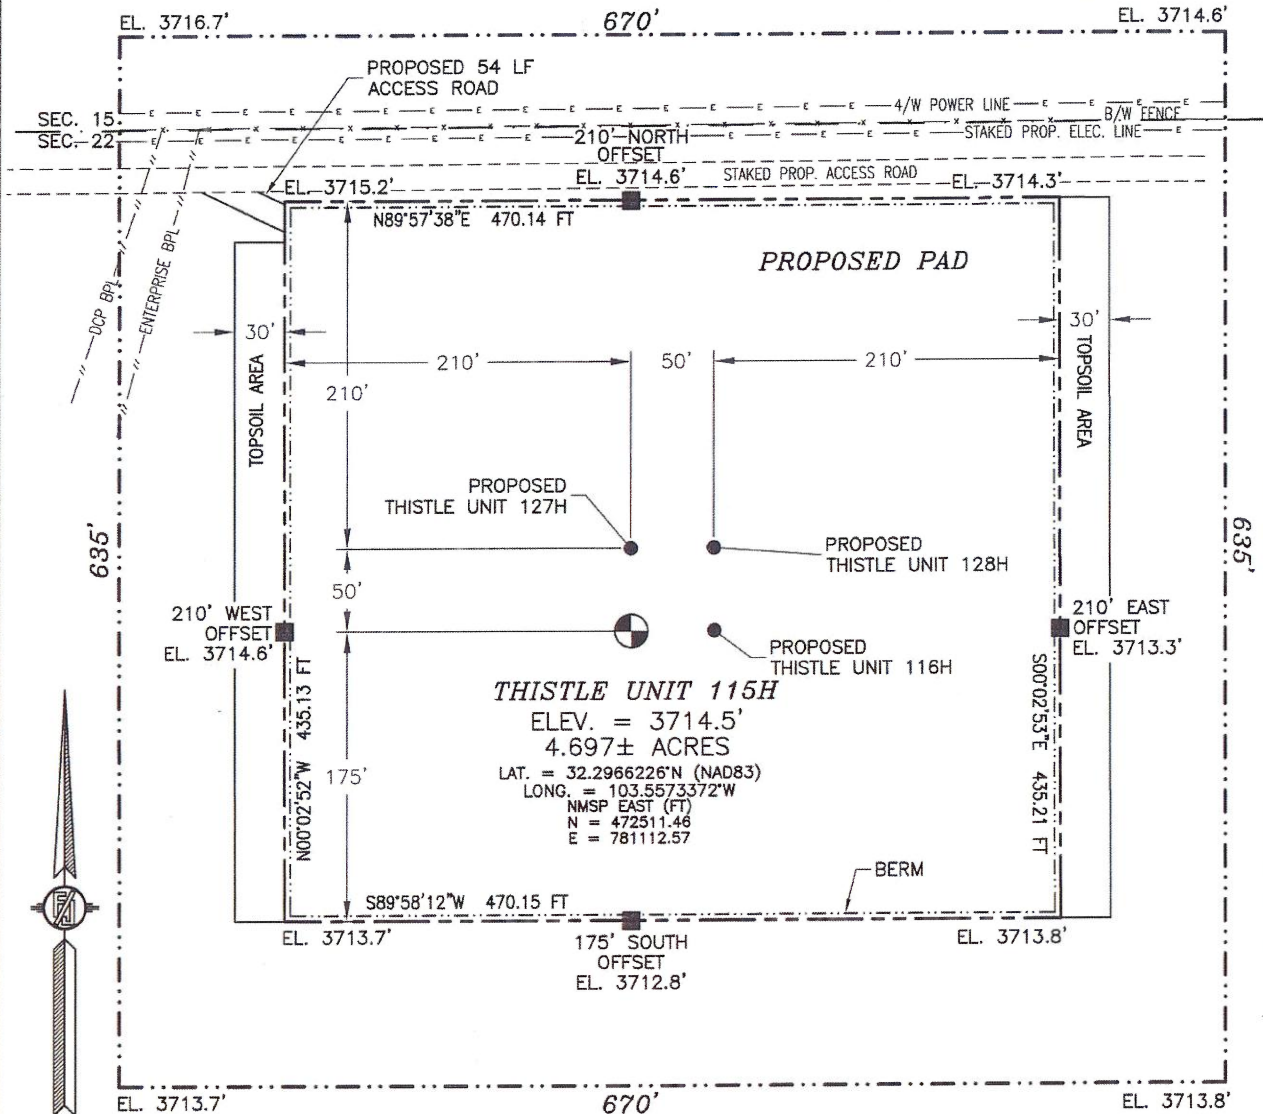 EL. 3716.7'
670'
EL. 3714.6'
PROPOSED 54 LF
ACCESS ROAD
4/W POWER LINE
B/W FENCE
SEC. 15
SEC. 22
210' NORTH
OFFSET
EL. 3714.6'
STAKED PROP. ELEC. LINE
STAKED PROP. ACCESS ROAD
EL. 3715.2'
EL. 3714.3'
N89°57'38"E 470.14 FT
PROPOSED PAD
DCP BPL
ENTERPRISE BPL
30'
30'
TOPSOIL AREA
TOPSOIL AREA
210'
50'
210'
210'
PROPOSED
THISTLE UNIT 127H
PROPOSED
THISTLE UNIT 128H
635'
635'
50'
210' WEST
OFFSET
EL. 3714.6'
210' EAST
OFFSET
EL. 3713.3'
PROPOSED
THISTLE UNIT 116H
THISTLE UNIT 115H
ELEV. = 3714.5'
4.697± ACRES
LAT. = 32.2966226°N (NAD83)
LONG. = 103.5573372°W
NMSP EAST (FT)
N = 472511.46
E = 781112.57
N00°02'52"W 435.13 FT
175'
S00°02'53"E 435.21 FT
BERM
S89°58'12"W 470.15 FT
EL. 3713.7'
175' SOUTH
OFFSET
EL. 3712.8'
EL. 3713.8'
EL. 3713.7'
670'
EL. 3713.8'